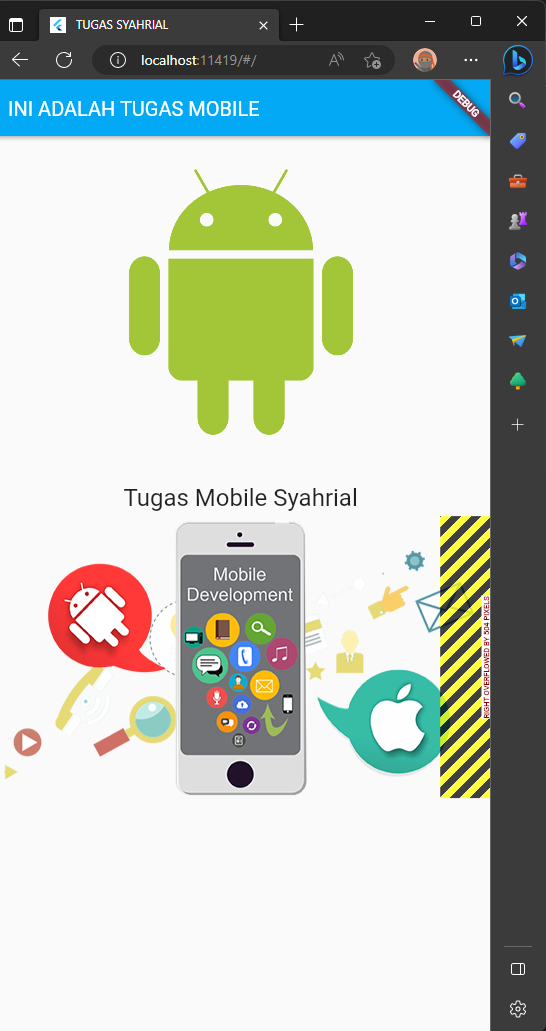 TUGAS SYAHRIAL
localhost:11419/#/
INI ADALAH TUGAS MOBILE
DEBUG
Tugas Mobile Syahrial
Mobile
Development
RIGHT OVERFLOWED BY 504 PIXELS